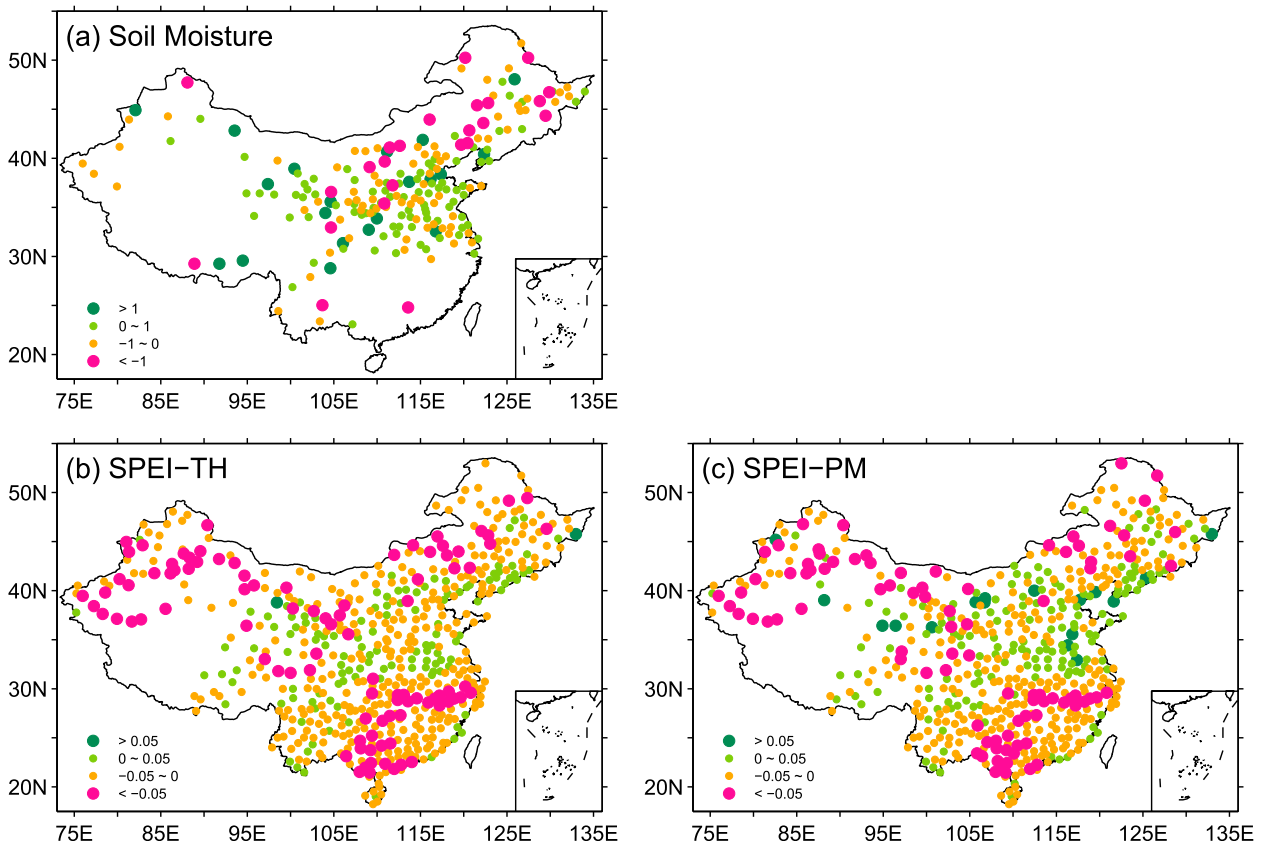 (a) Soil Moisture
50N
40N
30N
20N
> 1
0 ~ 1
−1 ~ 0
< −1
75E 85E 95E 105E 115E 125E 135E
(b) SPEI−TH
50N
40N
30N
20N
> 0.05
0 ~ 0.05
−0.05 ~ 0
< −0.05
75E 85E 95E 105E 115E 125E 135E
(c) SPEI−PM
50N
40N
30N
20N
> 0.05
0 ~ 0.05
−0.05 ~ 0
< −0.05
75E 85E 95E 105E 115E 125E 135E